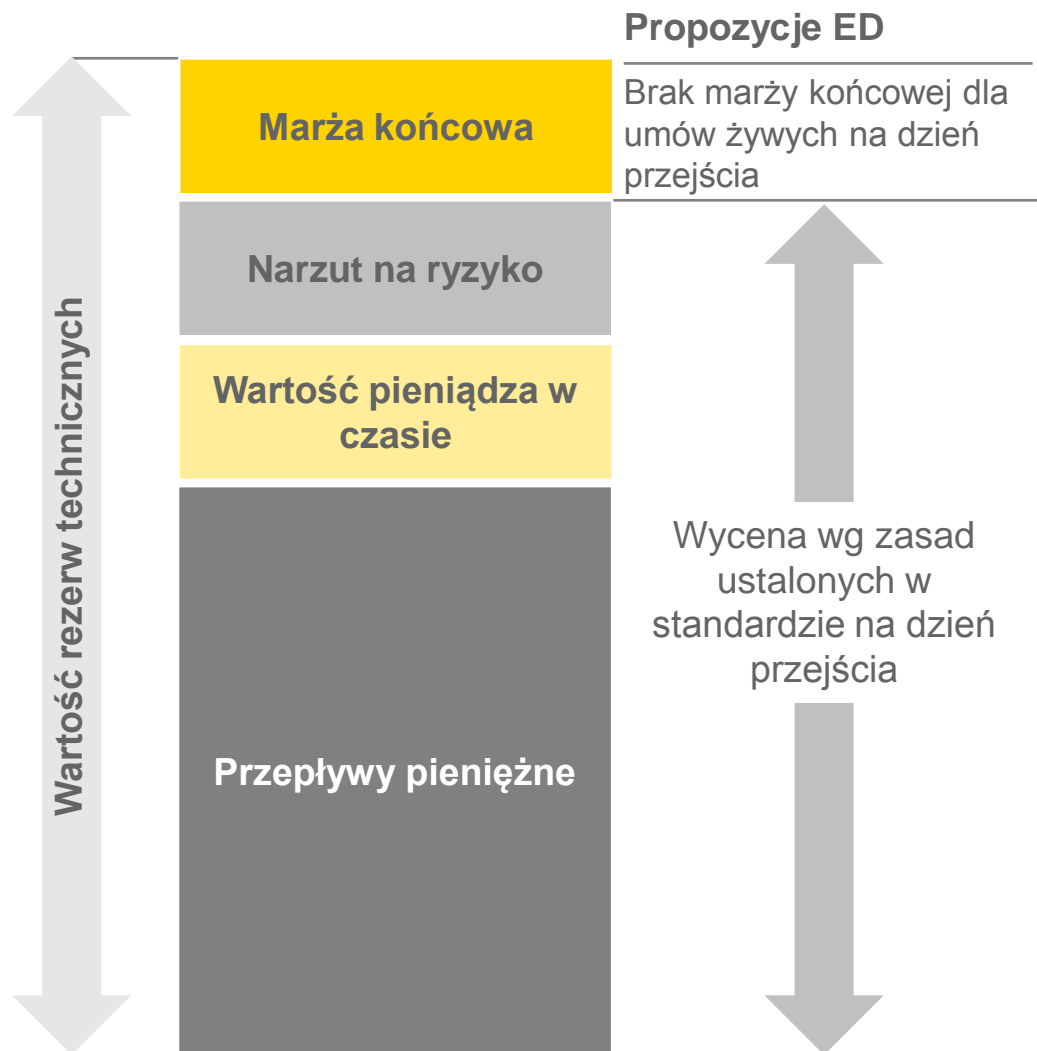 Propozycje ED
Brak marży końcowej dla
umów żywych na dzień
przejścia
Marża końcowa
Narzut na ryzyko
Wartość pieniądza w
czasie
Przepływy pieniężne
Wartość rezerw technicznych
Wycena wg zasad
ustalonych w
standardzie na dzień
przejścia